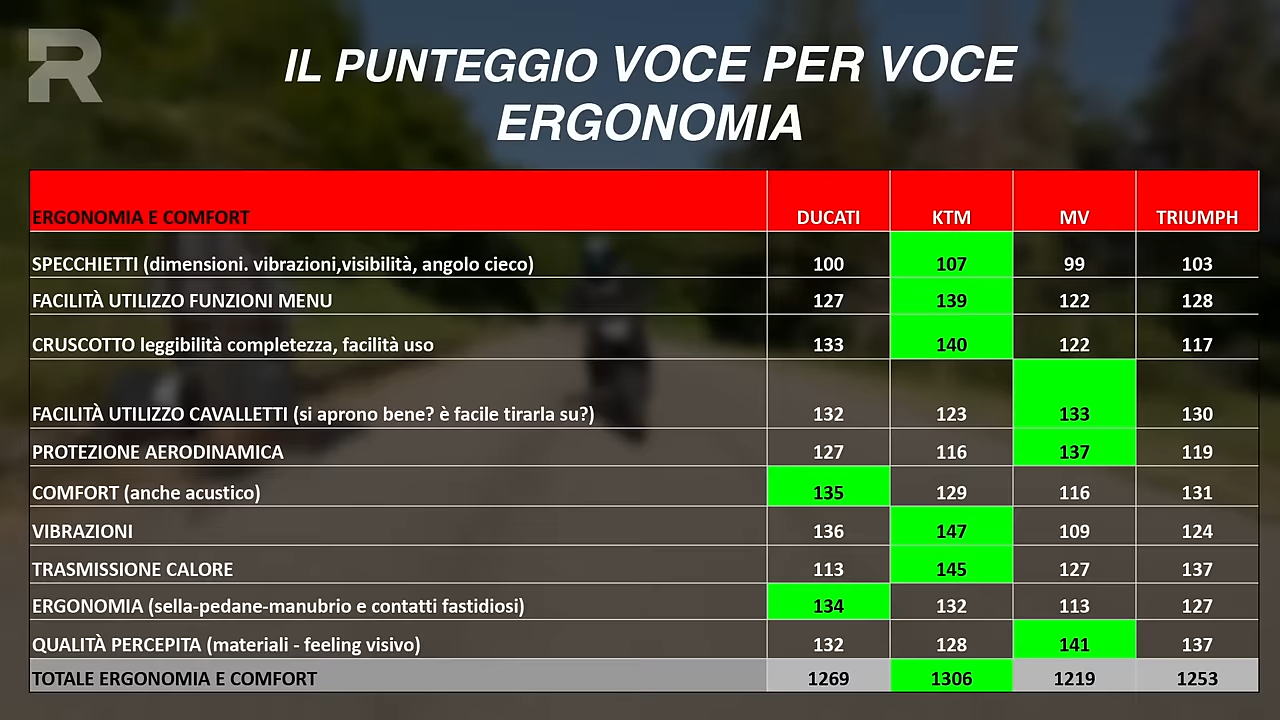 R
IL PUNTEGGIO VOCE PER VOCE
ERGONOMIA
ERGONOMIA E COMFORT DUCATI KTM MV TRIUMPH
SPECCHIETTI (dimensioni. vibrazioni,visibilità, angolo cieco) 100 107 99 103
FACILITÀ UTILIZZO FUNZIONI MENU 127 139 122 128
CRUSCOTTO leggibilità completezza, facilità uso 133 140 122 117
FACILITÀ UTILIZZO CAVALLETTI (si aprono bene? è facile tirarla su?) 132 123 133 130
PROTEZIONE AERODINAMICA 127 116 137 119
COMFORT (anche acustico) 135 129 116 131
VIBRAZIONI 136 147 109 124
TRASMISSIONE CALORE 113 145 127 137
ERGONOMIA (sella-pedane-manubrio e contatti fastidiosi) 134 132 113 127
QUALITÀ PERCEPITA (materiali - feeling visivo) 132 128 141 137
TOTALE ERGONOMIA E COMFORT 1269 1306 1219 1253